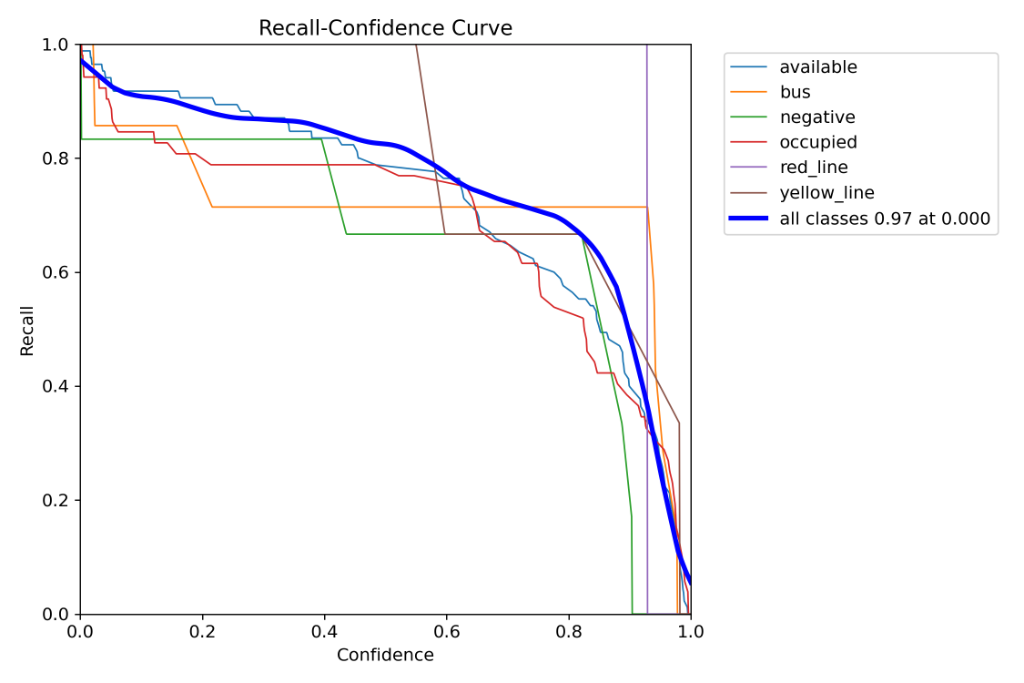 Recall-Confidence Curve
1.0
0.8
0.6
0.4
0.2
0.0
Recall
0.0 0.2 0.4 0.6 0.8 1.0
Confidence
available
bus
negative
occupied
red_line
yellow_line
all classes 0.97 at 0.000